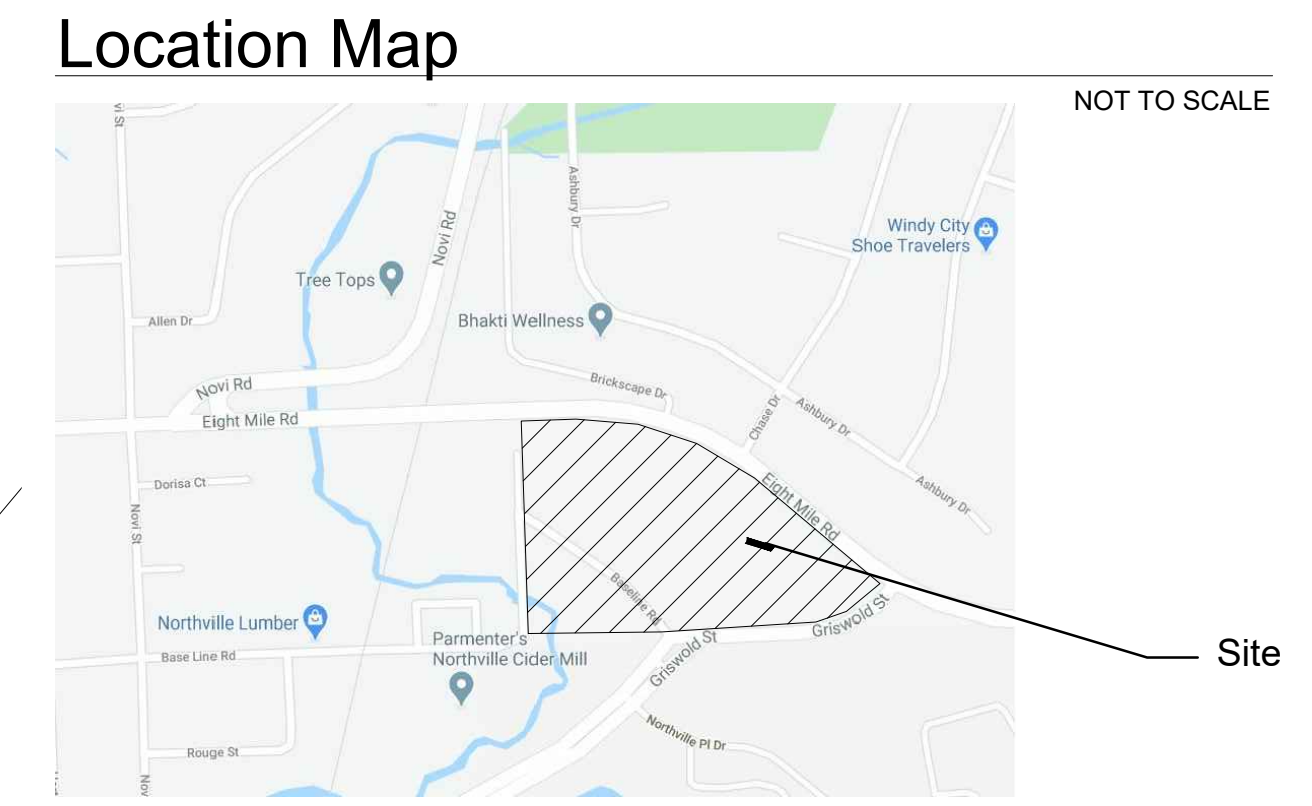 Location Map
NOT TO SCALE
Ashbury Dr
Novi Rd
Windy City
Shoe Travelers
Tree Tops
Allen Dr
Bhakti Wellness
Novi Rd
Brickscape Dr
Eight Mile Rd
Chase Dr
Ashbury Dr
Dorisa Ct
Ashbury Dr
Eight Mile Rd
Novi St
Baseline Rd
Northville Lumber
Griswold St
Parmenter's
Northville Cider Mill
Base Line Rd
Griswold St
Site
Northville Pl Dr
Rouge St